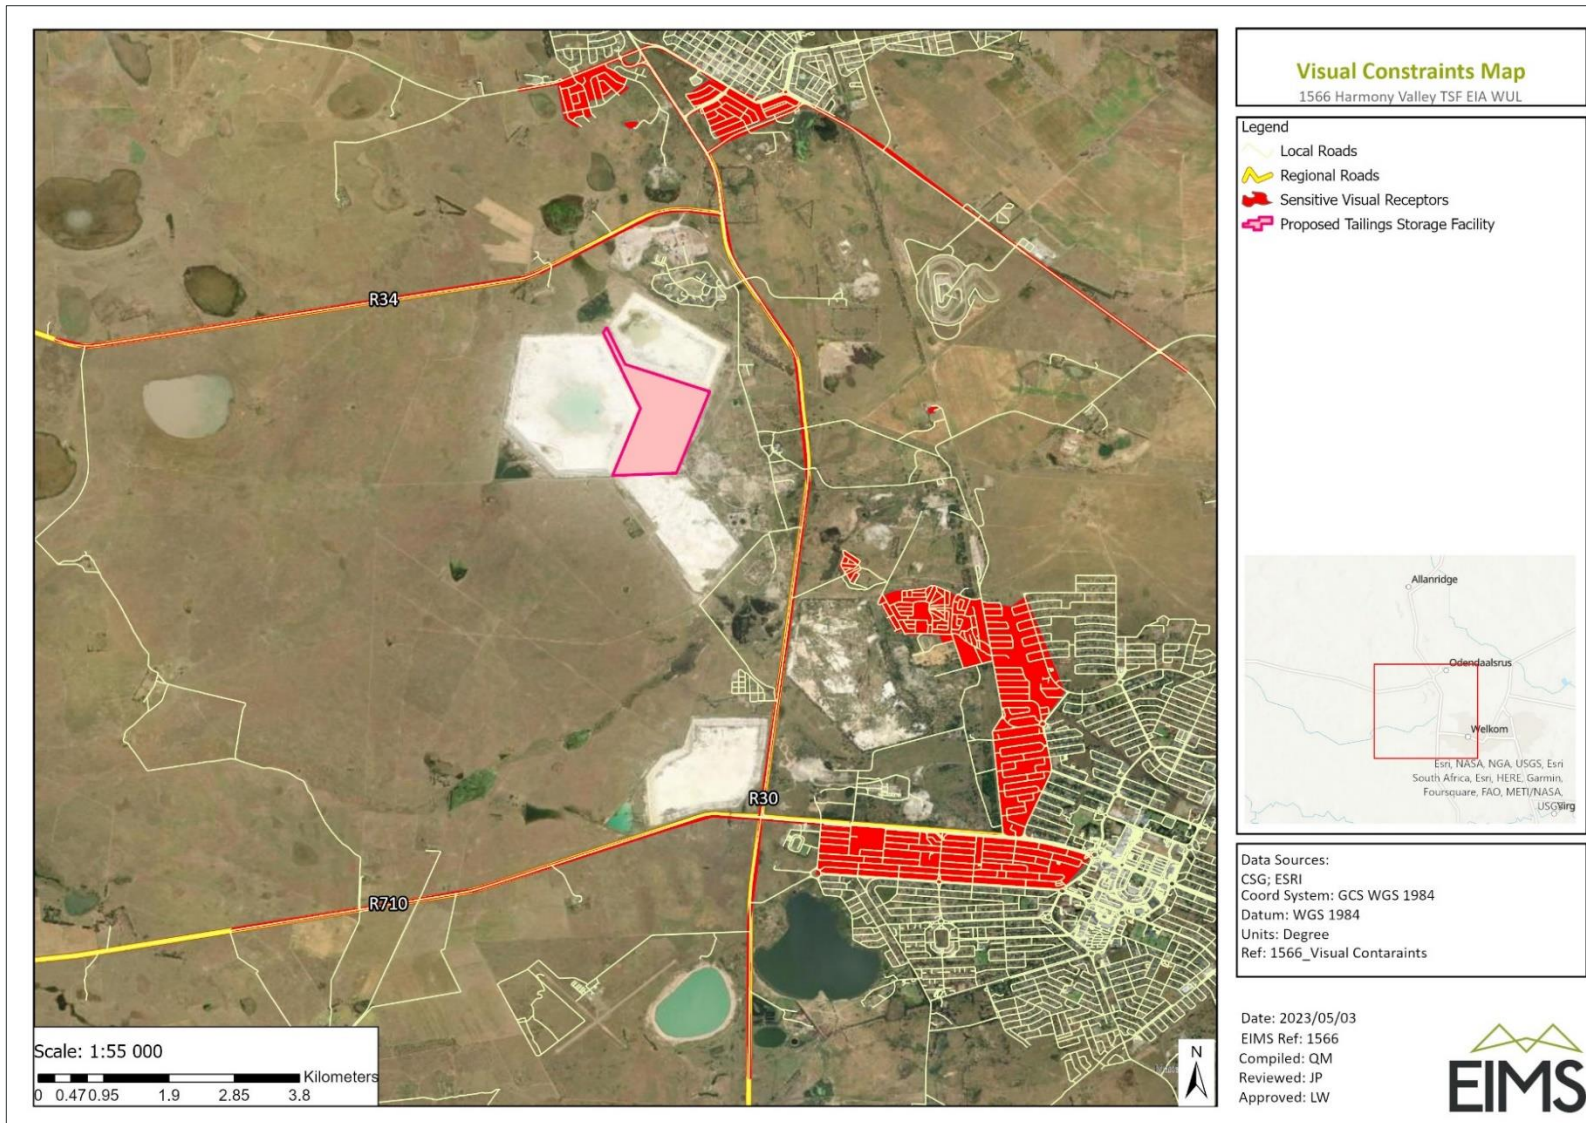 Visual Constraints Map
1566 Harmony Valley TSF EIA WUL
Legend
Local Roads
Regional Roads
Sensitive Visual Receptors
Proposed Tailings Storage Facility
R34
R30
R710
Scale: 1:55 000
Kilometers
0 0.47 0.95 1.9 2.85 3.8
N
Allanridge
Odendaalsrus
Welkom
Esri, NASA, NGA, USGS, Esri
South Africa, Esri, HERE, Garmin,
Foursquare, FAO, METI/NASA,
USGS
Virg
Data Sources:
CSG; ESRI
Coord System: GCS WGS 1984
Datum: WGS 1984
Units: Degree
Ref: 1566_Visual Contaraints
Date: 2023/05/03
EIMS Ref: 1566
Compiled: QM
Reviewed: JP
Approved: LW
EIMS